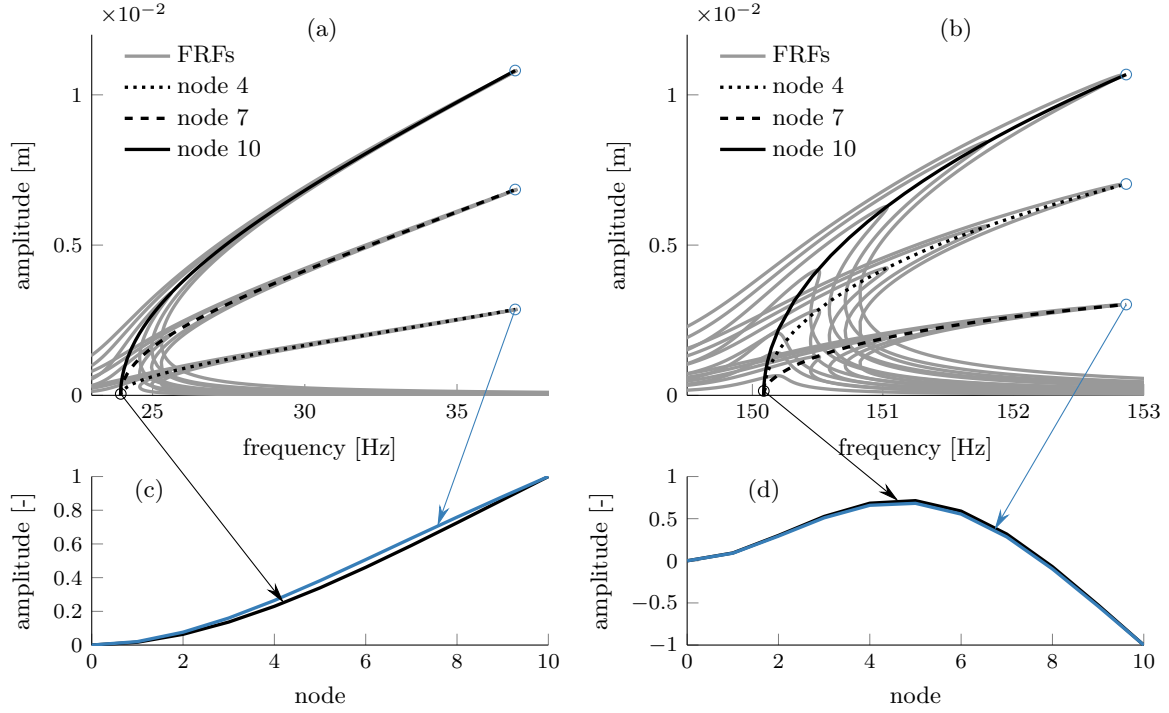 ×10−2
(a)
FRFs
node 4
node 7
node 10
1
0.5
0
amplitude [m]
25 30 35
frequency [Hz]
×10−2
(b)
FRFs
node 4
node 7
node 10
1
0.5
0
amplitude [m]
150 151 152 153
frequency [Hz]
(c)
1
0.8
0.6
0.4
0.2
0
amplitude [-]
0 2 4 6 8 10
node
(d)
1
0.5
0
−0.5
−1
amplitude [-]
0 2 4 6 8 10
node